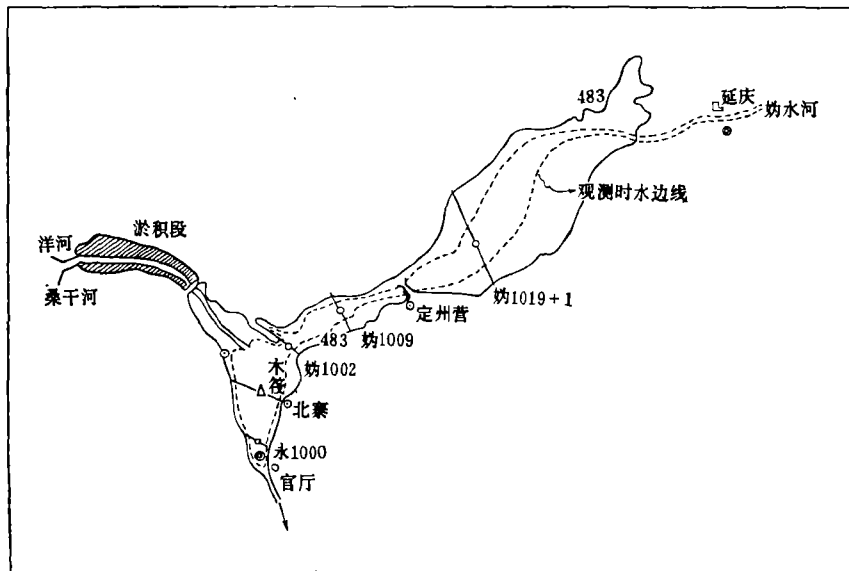 483
延庆
妫水河
观测时水边线
淤积段
洋河
桑干河
妫1019+1
定州营
483
妫1009
妫1002
木筏
北寨
永1000
官厅